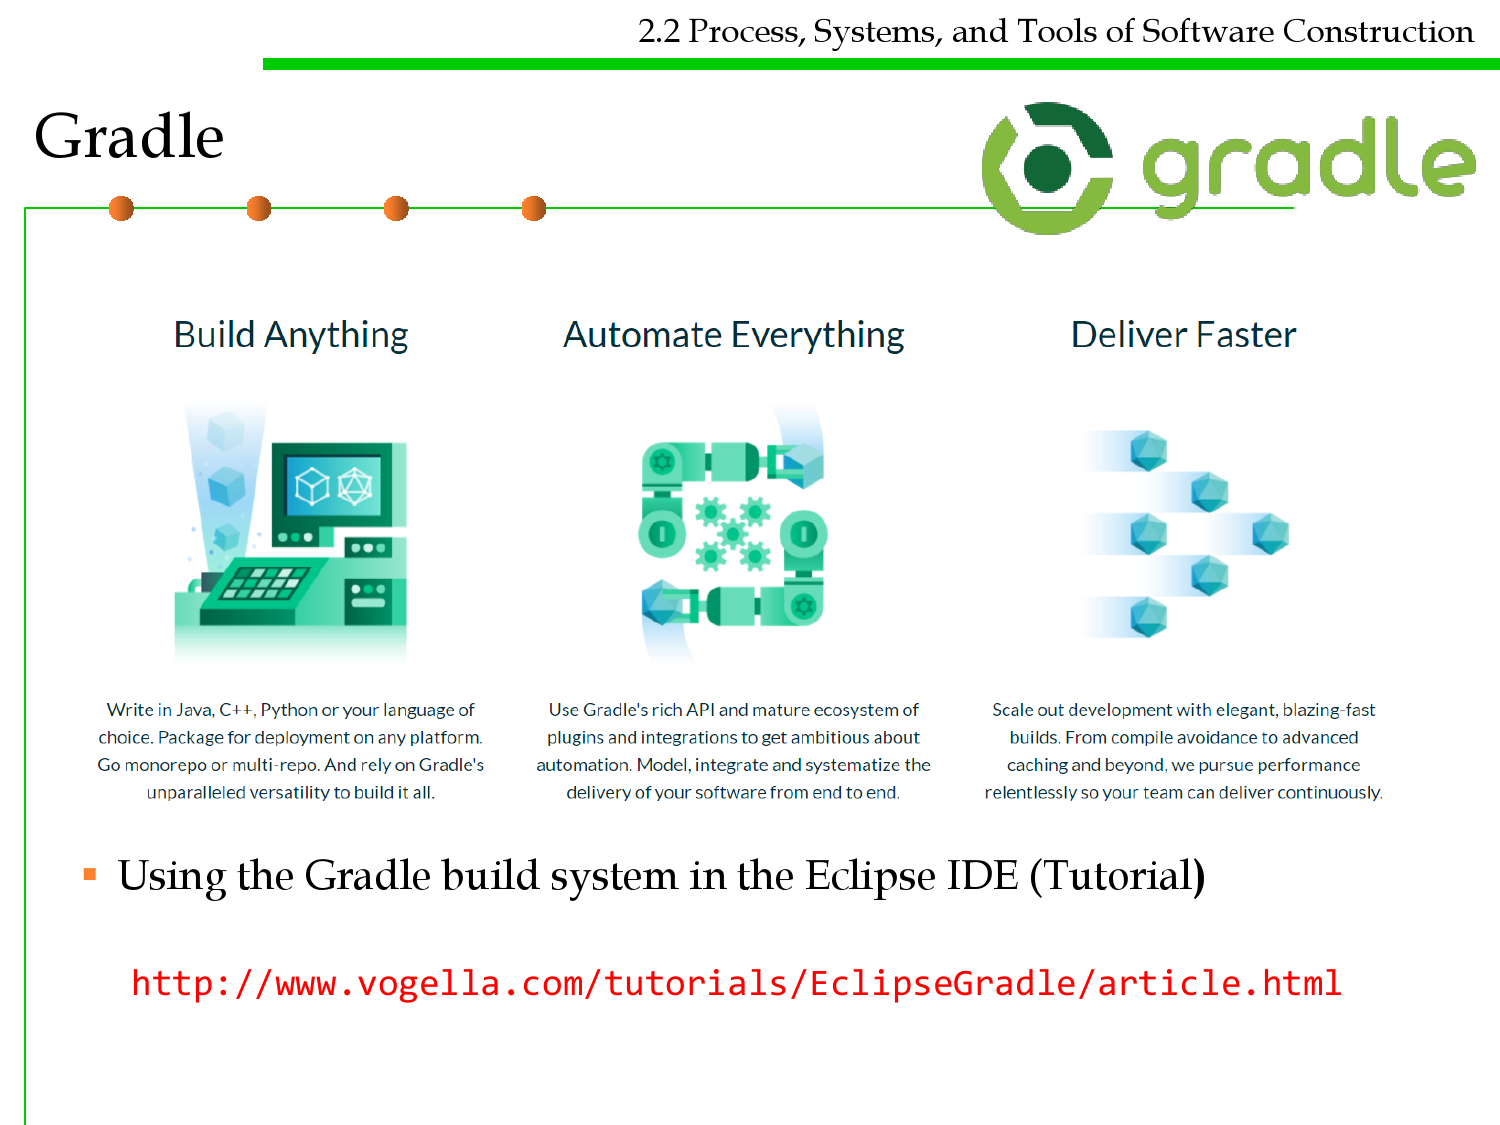 2.2 Process, Systems, and Tools of Software Construction
Gradle
gradle
Build Anything
Automate Everything
Deliver Faster
Write in Java, C++, Python or your language of
choice. Package for deployment on any platform.
Go monorepo or multi-repo. And rely on Gradle's
unparalleled versatility to build it all.
Use Gradle's rich API and mature ecosystem of
plugins and integrations to get ambitious about
automation. Model, integrate and systematize the
delivery of your software from end to end.
Scale out development with elegant, blazing-fast
builds. From compile avoidance to advanced
caching and beyond, we pursue performance
relentlessly so your team can deliver continuously.
Using the Gradle build system in the Eclipse IDE (Tutorial)
http://www.vogella.com/tutorials/EclipseGradle/article.html